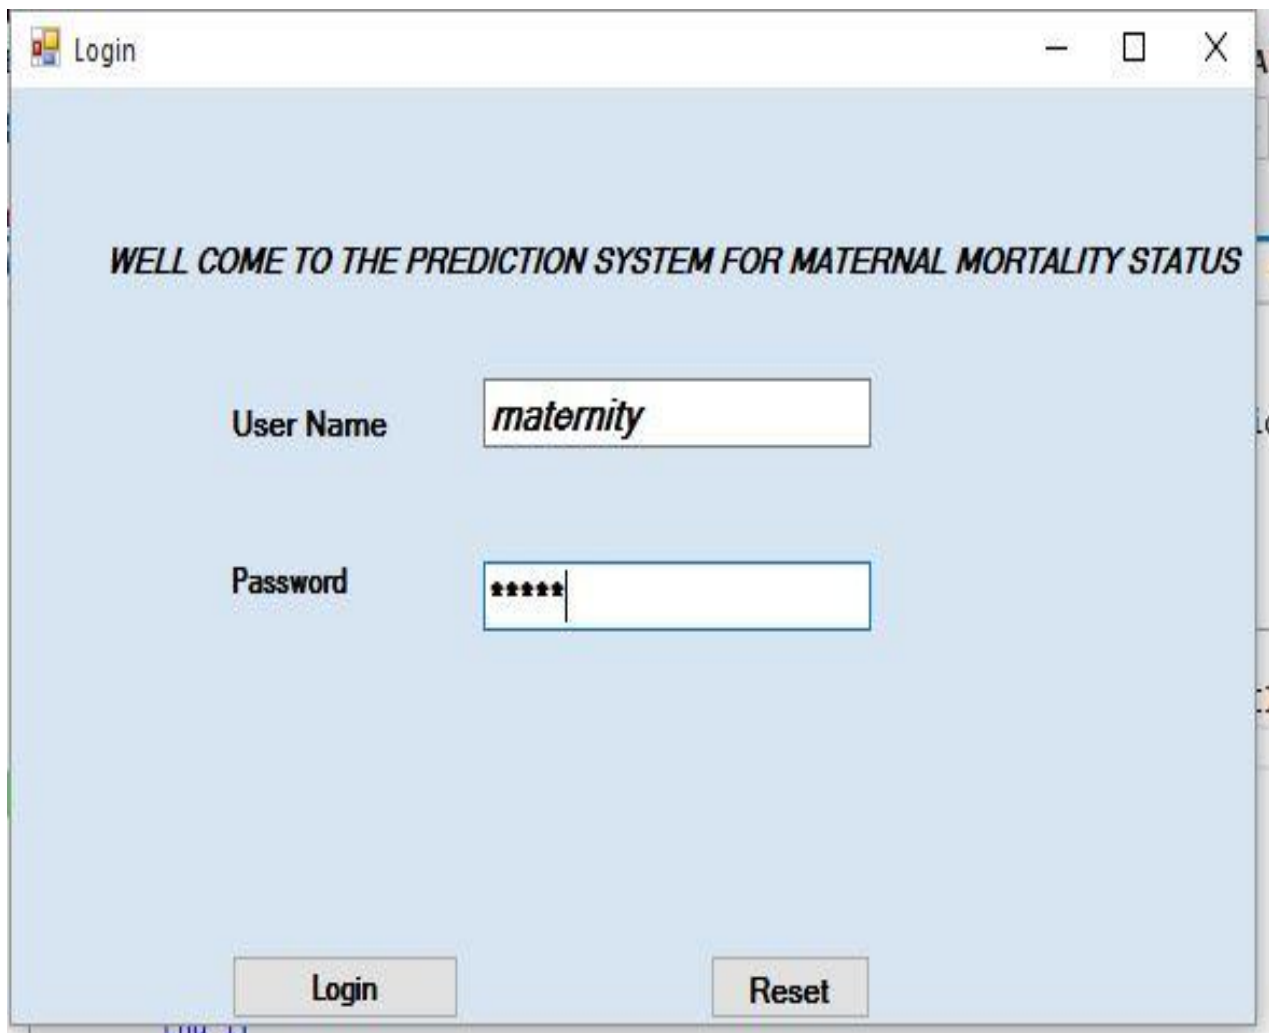 Login
WELL COME TO THE PREDICTION SYSTEM FOR MATERNAL MORTALITY STATUS
User Name
maternity
Password
*****
Login
Reset